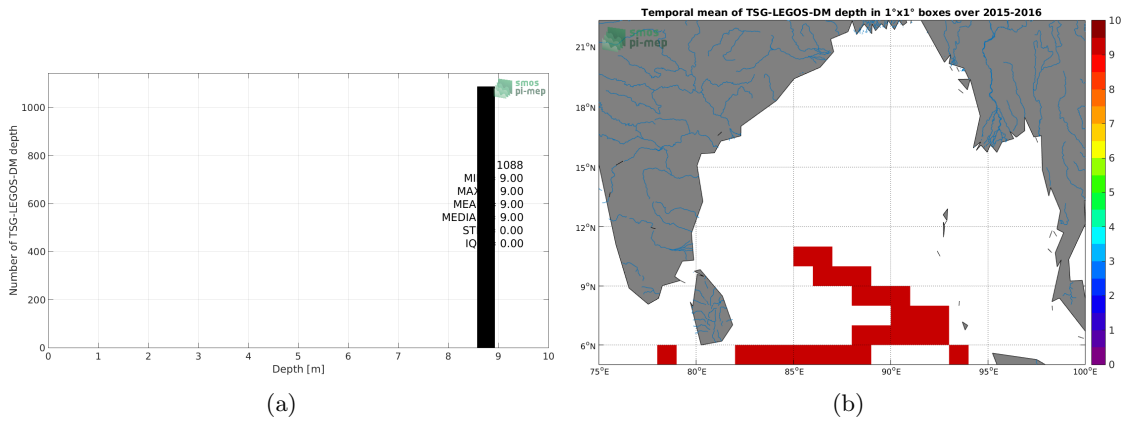 Temporal mean of TSG-LEGOS-DM depth in 1°x1° boxes over 2015-2016
smos
pi-mep
1000
800
600
400
200
0
Number of TSG-LEGOS-DM depth
1088
9.00
9.00
9.00
MEDIAN 9.00
0.00
0.00
0 1 2 3 4 5 6 7 8 9 10
Depth [m]
smos
pi-mep
21°N
18°N
15°N
12°N
9°N
6°N
75°E 80°E 85°E 90°E 95°E 100°E
10
9
8
7
6
5
4
3
2
1
0
(a)
(b)